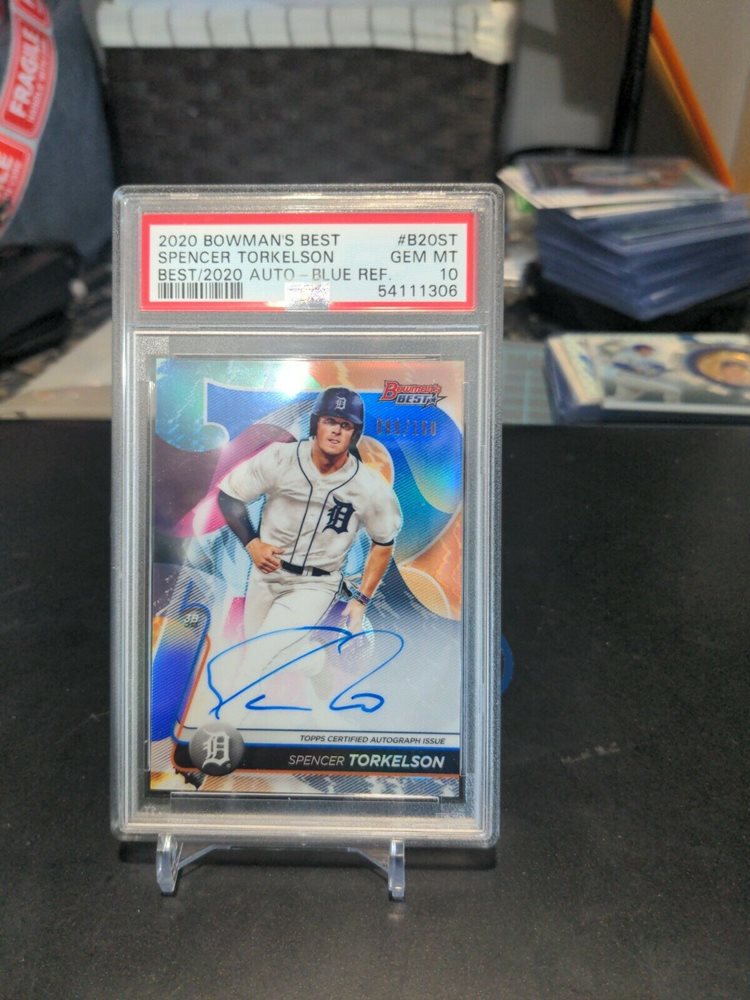 FRAGILE
2020 BOWMAN'S BEST #B20ST
SPENCER TORKELSON GEM MT
BEST/2020 AUTO-BLUE REF. 10
54111306
Bowman's
BEST
D
D
TOPPS CERTIFIED AUTOGRAPH ISSUE
SPENCER TORKELSON